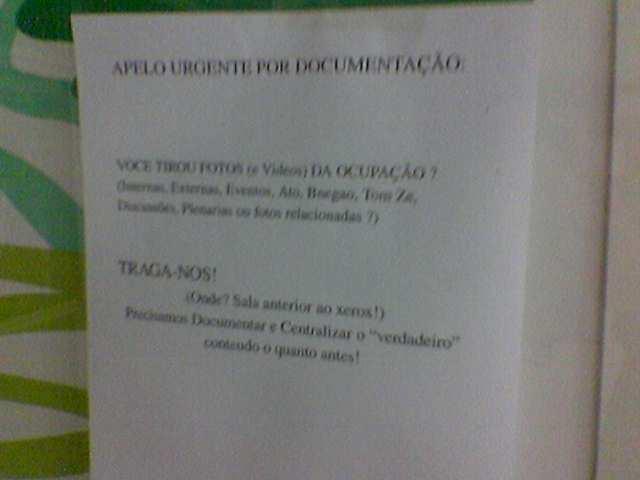 APELO URGENTE POR DOCUMENTAÇÃO:
VOCE TIROU FOTOS (e Videos) DA OCUPAÇÃO ?
(Internas, Externas, Eventos, Ato, Bnegao, Tom Ze,
Discussões, Plenarias ou fotos relacionadas ?)
TRAGA-NOS!
(Onde? Sala anterior ao xerox!)
Precisamos Documentar e Centralizar o "verdadeiro"
conteudo o quanto antes!